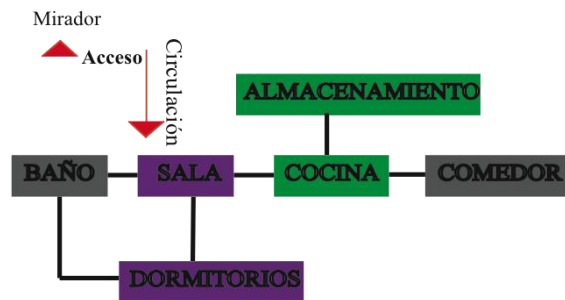 Mirador
Acceso
Circulación
ALMACENAMIENTO
BAÑO
SALA
COCINA
COMEDOR
DORMITORIOS